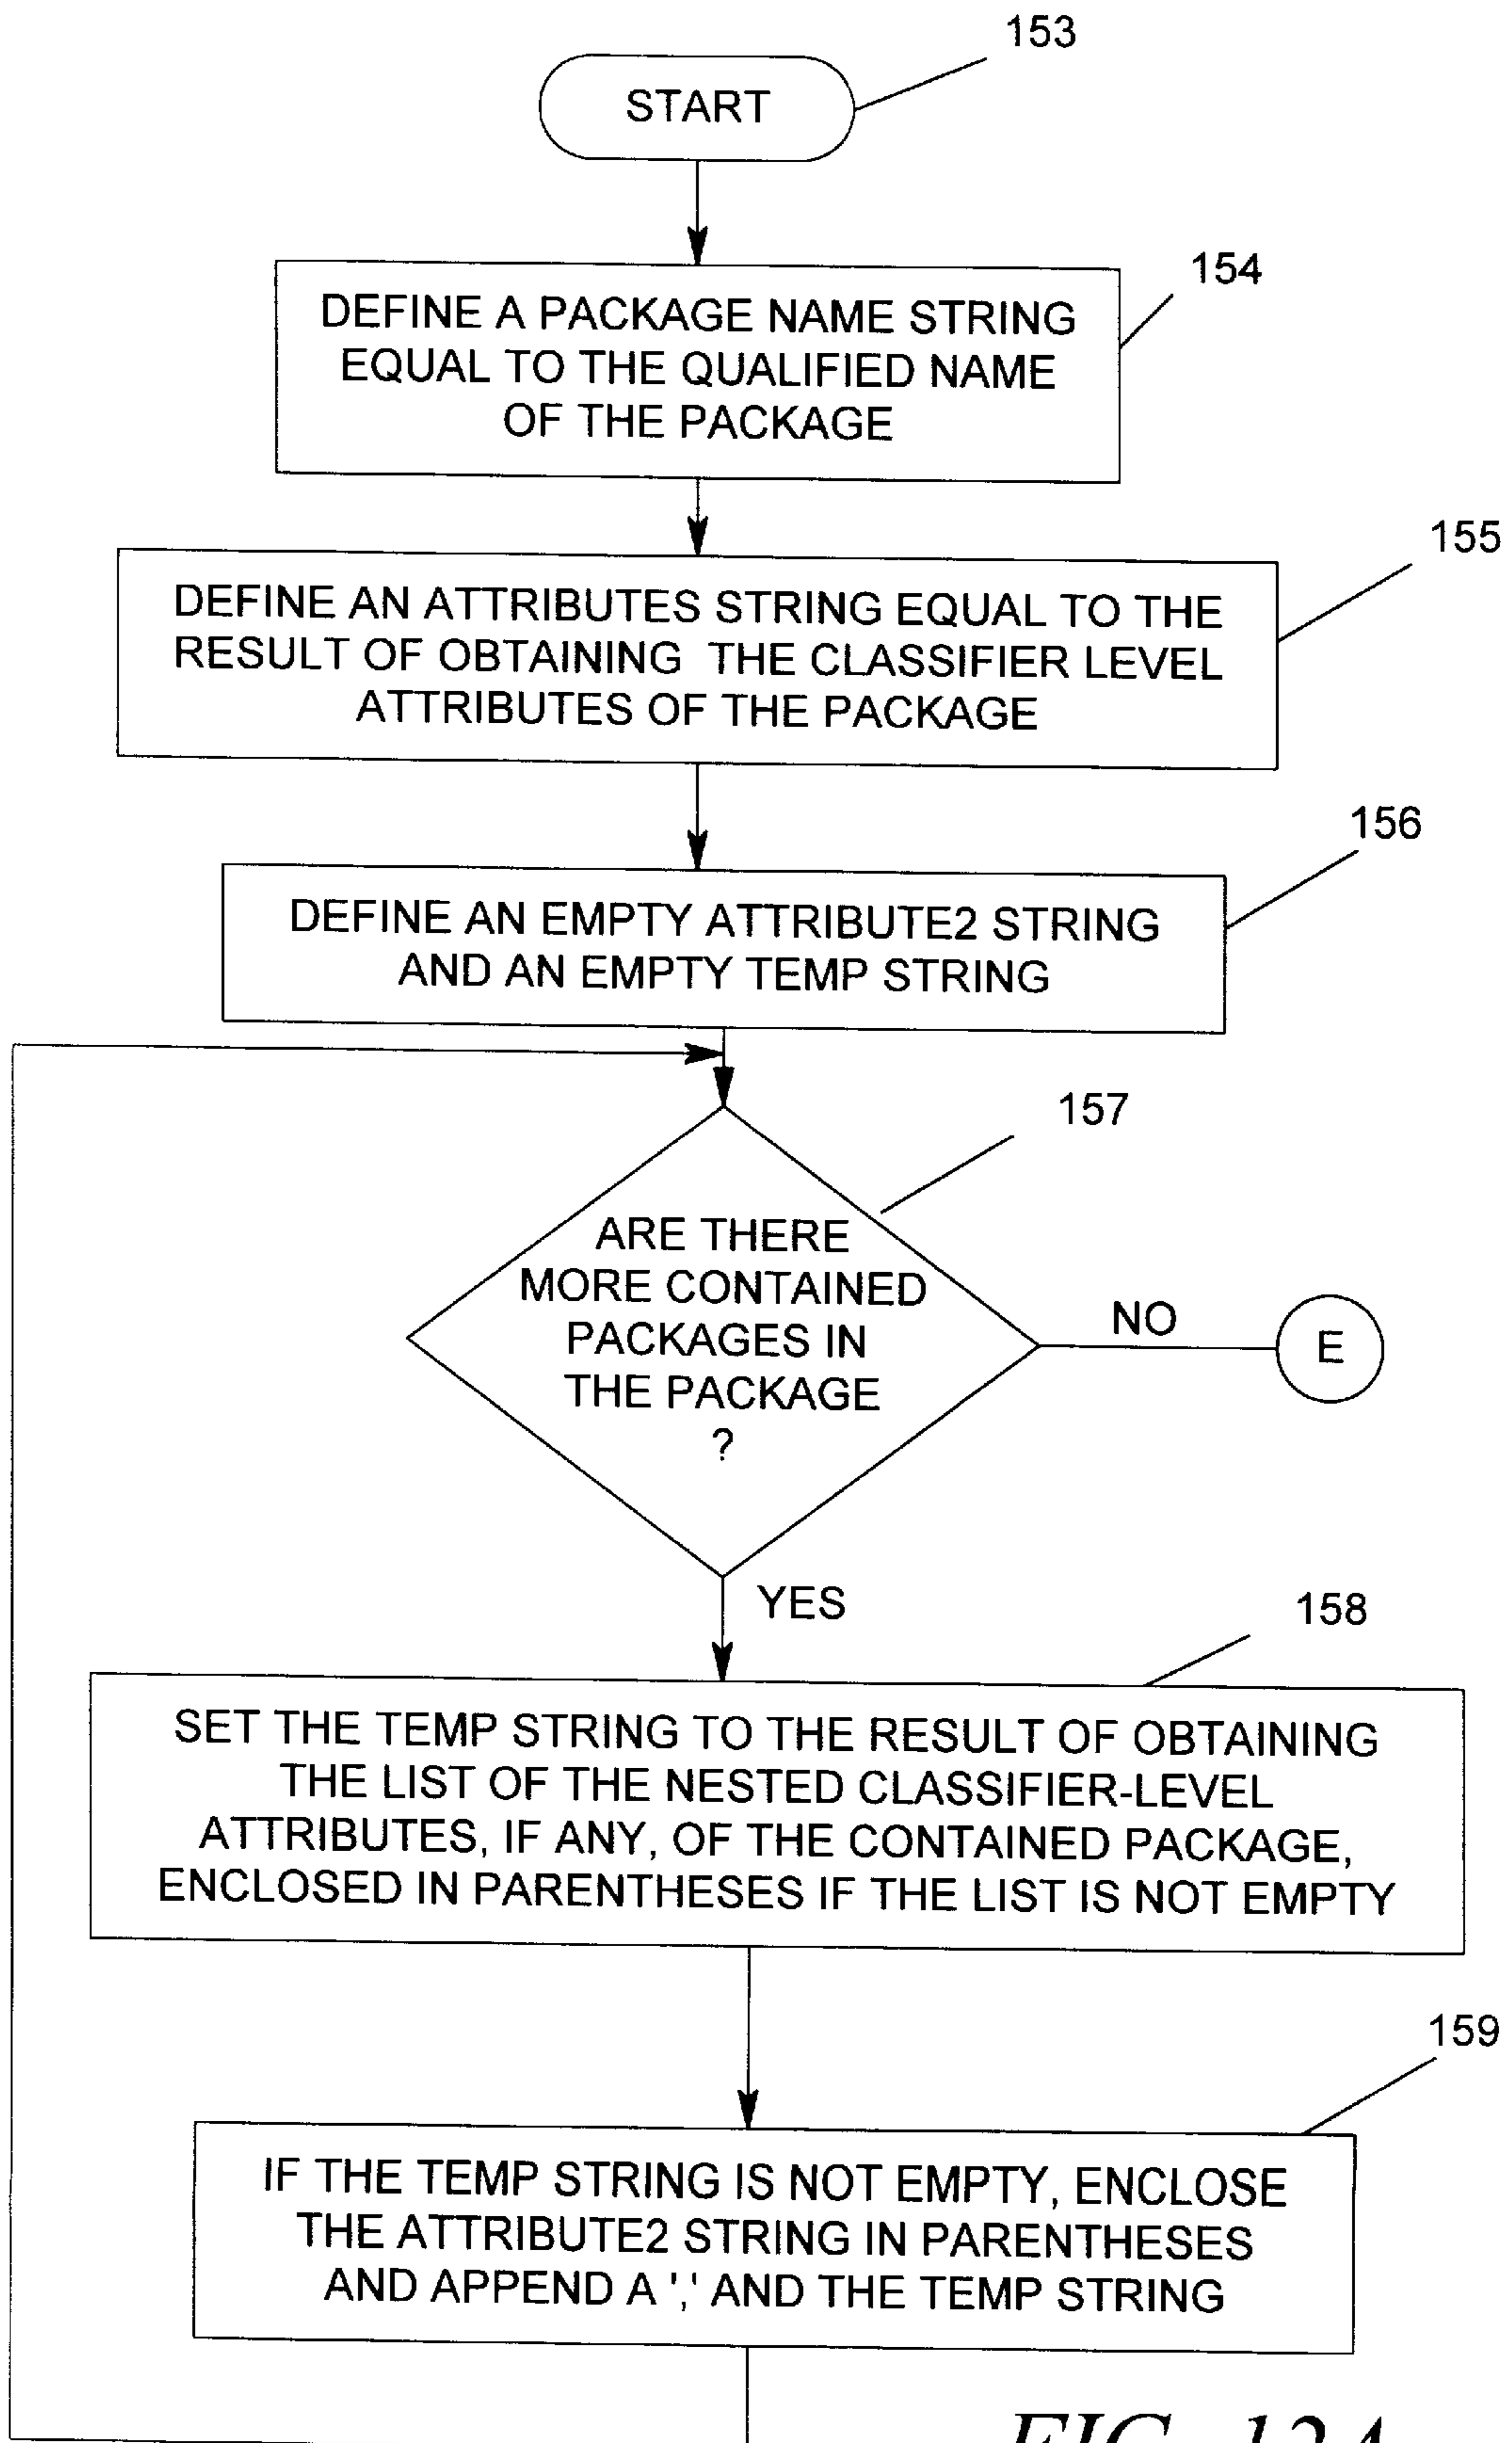 153
START
154
DEFINE A PACKAGE NAME STRING
EQUAL TO THE QUALIFIED NAME
OF THE PACKAGE
155
DEFINE AN ATTRIBUTES STRING EQUAL TO THE
RESULT OF OBTAINING THE CLASSIFIER LEVEL
ATTRIBUTES OF THE PACKAGE
156
DEFINE AN EMPTY ATTRIBUTE2 STRING
AND AN EMPTY TEMP STRING
157
ARE THERE
MORE CONTAINED
PACKAGES IN
THE PACKAGE
?
NO
E
YES
158
SET THE TEMP STRING TO THE RESULT OF OBTAINING
THE LIST OF THE NESTED CLASSIFIER-LEVEL
ATTRIBUTES, IF ANY, OF THE CONTAINED PACKAGE,
ENCLOSED IN PARENTHESES IF THE LIST IS NOT EMPTY
159
IF THE TEMP STRING IS NOT EMPTY, ENCLOSE
THE ATTRIBUTE2 STRING IN PARENTHESES
AND APPEND A ',' AND THE TEMP STRING
FIG. 12A